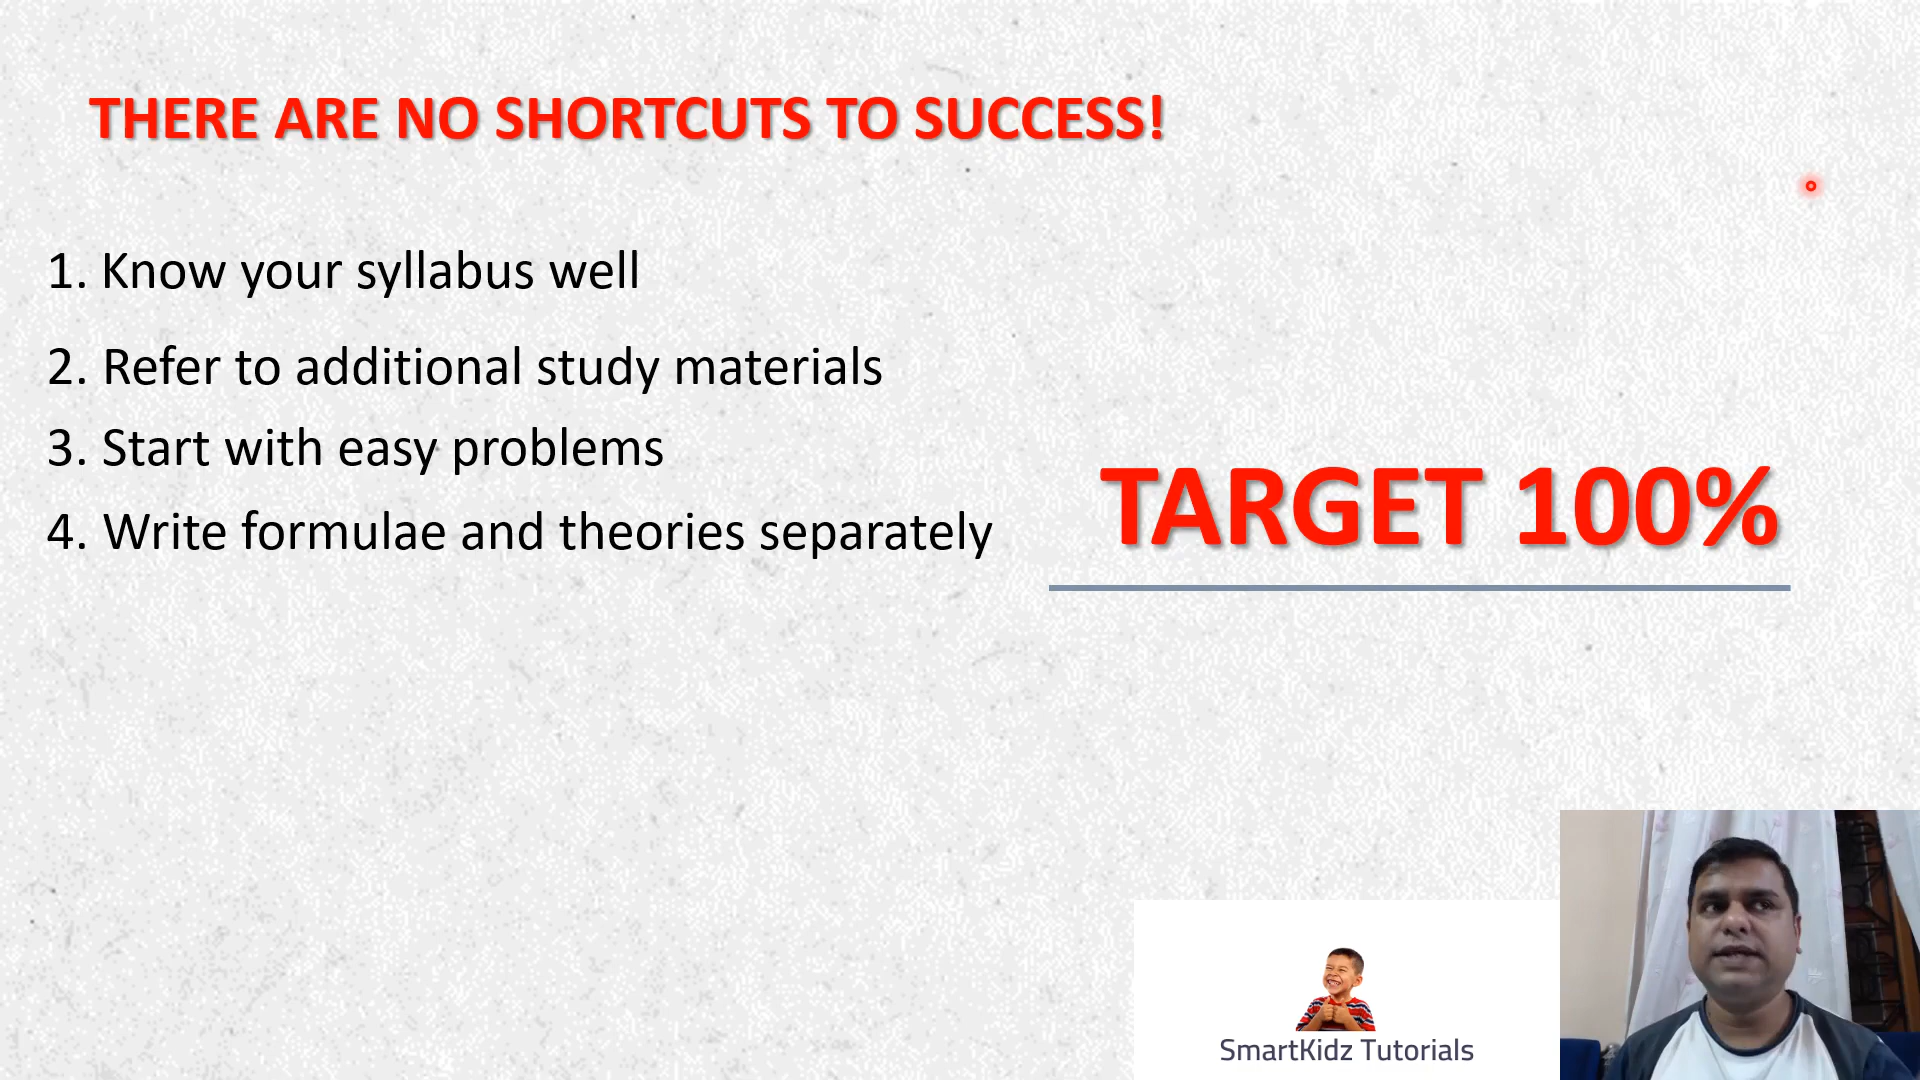 THERE ARE NO SHORTCUTS TO SUCCESS!
1. Know your syllabus well
2. Refer to additional study materials
3. Start with easy problems
4. Write formulae and theories separately
TARGET 100%
SmartKidz Tutorials